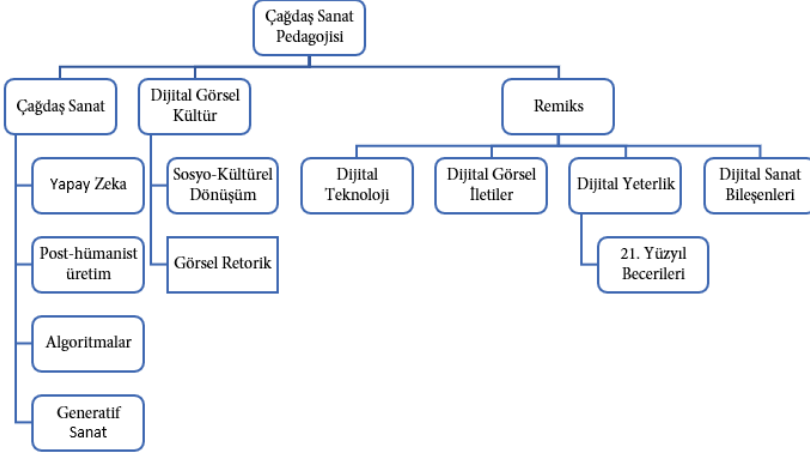 Çağdaş Sanat
Pedagojisi
Çağdaş Sanat
Dijital Görsel
Kültür
Remiks
Yapay Zeka
Post-hümanist
üretim
Algoritmalar
Generatif
Sanat
Sosyo-Kültürel
Dönüşüm
Görsel Retorik
Dijital
Teknoloji
Dijital Görsel
İletiler
Dijital Yeterlik
Dijital Sanat
Bileşenleri
21. Yüzyıl
Becerileri